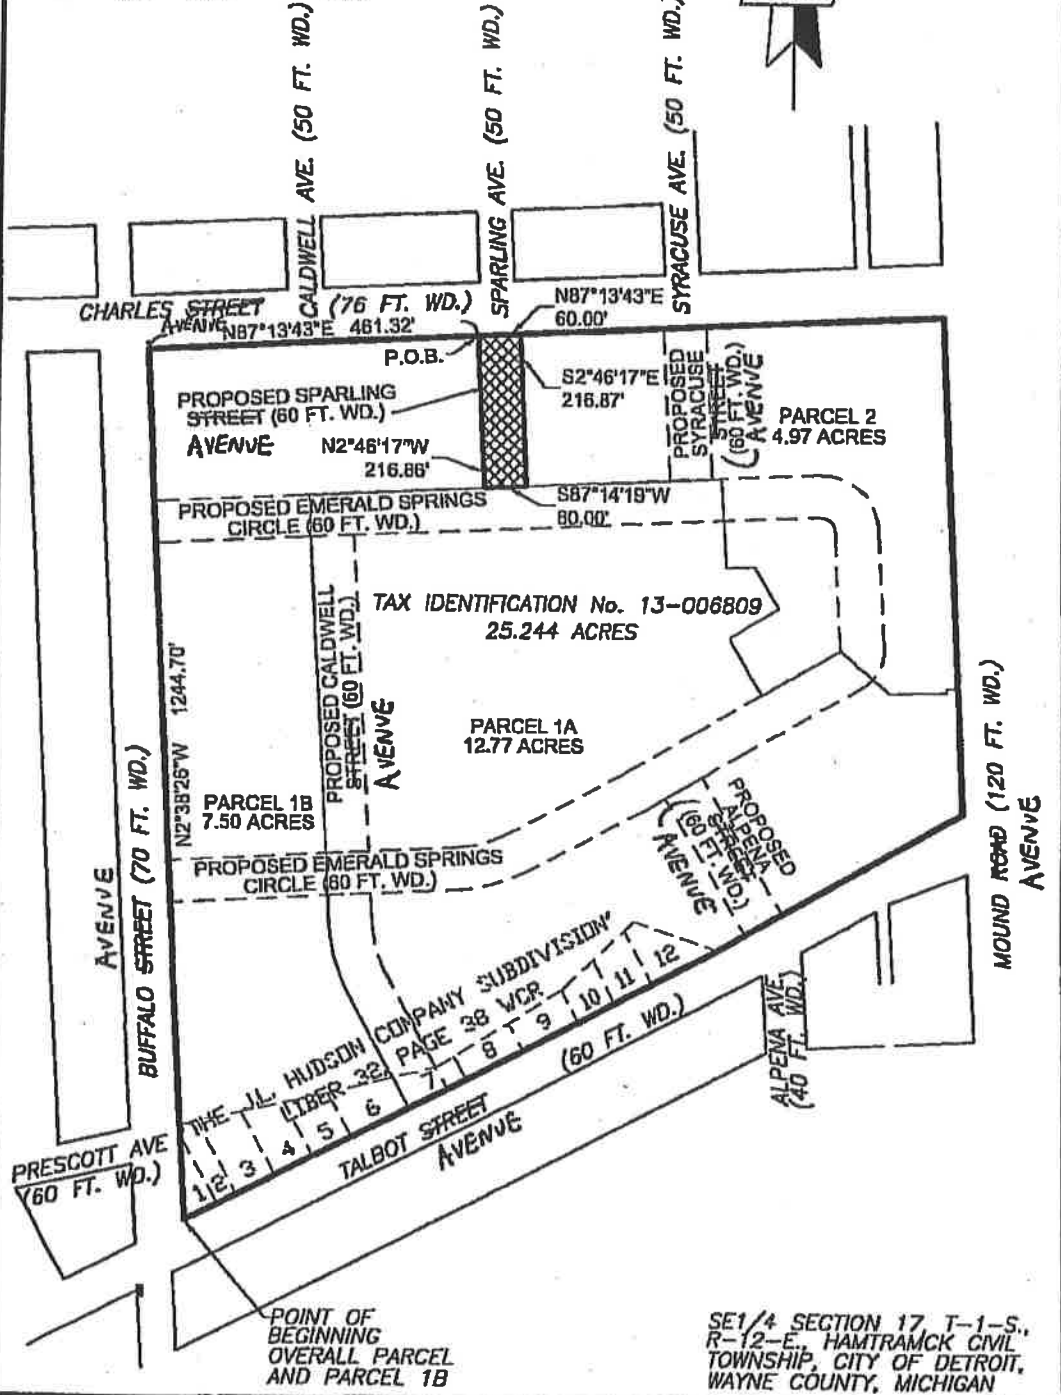 CALDWELL AVE. (50 FT. WD.)
SPARLING AVE. (50 FT. WD.)
SYRACUSE AVE. (50 FT. WD.)
CHARLES STREET
AVENUE
(76 FT. WD.)
N87°13'43"E 461.32'
P.O.B.
N87°13'43"E
60.00'
PROPOSED SPARLING
STREET (60 FT. WD.)
AVENUE
N2°46'17"W
216.86'
S2°46'17"E
216.87'
PROPOSED
SYRACUSE
STREET
(60 FT. WD.)
AVENUE
PARCEL 2
4.97 ACRES
S87°14'19"W
60.00'
PROPOSED EMERALD SPRINGS
CIRCLE (60 FT. WD.)
TAX IDENTIFICATION No. 13-006809
25.244 ACRES
PROPOSED CALDWELL
STREET (60 FT. WD.)
AVENUE
N2°38'26"W 1244.70'
PARCEL 1A
12.77 ACRES
PARCEL 1B
7.50 ACRES
BUFFALO STREET (70 FT. WD.)
AVENUE
MOUND ROAD (120 FT. WD.)
AVENUE
PROPOSED EMERALD SPRINGS
CIRCLE (60 FT. WD.)
PROPOSED
ALPENA
STREET
(60 FT. WD.)
AVENUE
THE J.L. HUDSON COMPANY SUBDIVISION"
LIBER 32, PAGE 38 WCR
1 2 3 4 5 6 7 8 9 10 11 12
TALBOT STREET (60 FT. WD.)
AVENUE
ALPENA AVE.
(40 FT. WD.)
PRESCOTT AVE
(60 FT. WD.)
POINT OF
BEGINNING
OVERALL PARCEL
AND PARCEL 1B
SE1/4 SECTION 17, T-1-S.,
R-12-E., HAMTRAMCK CIVIL
TOWNSHIP, CITY OF DETROIT,
WAYNE COUNTY, MICHIGAN